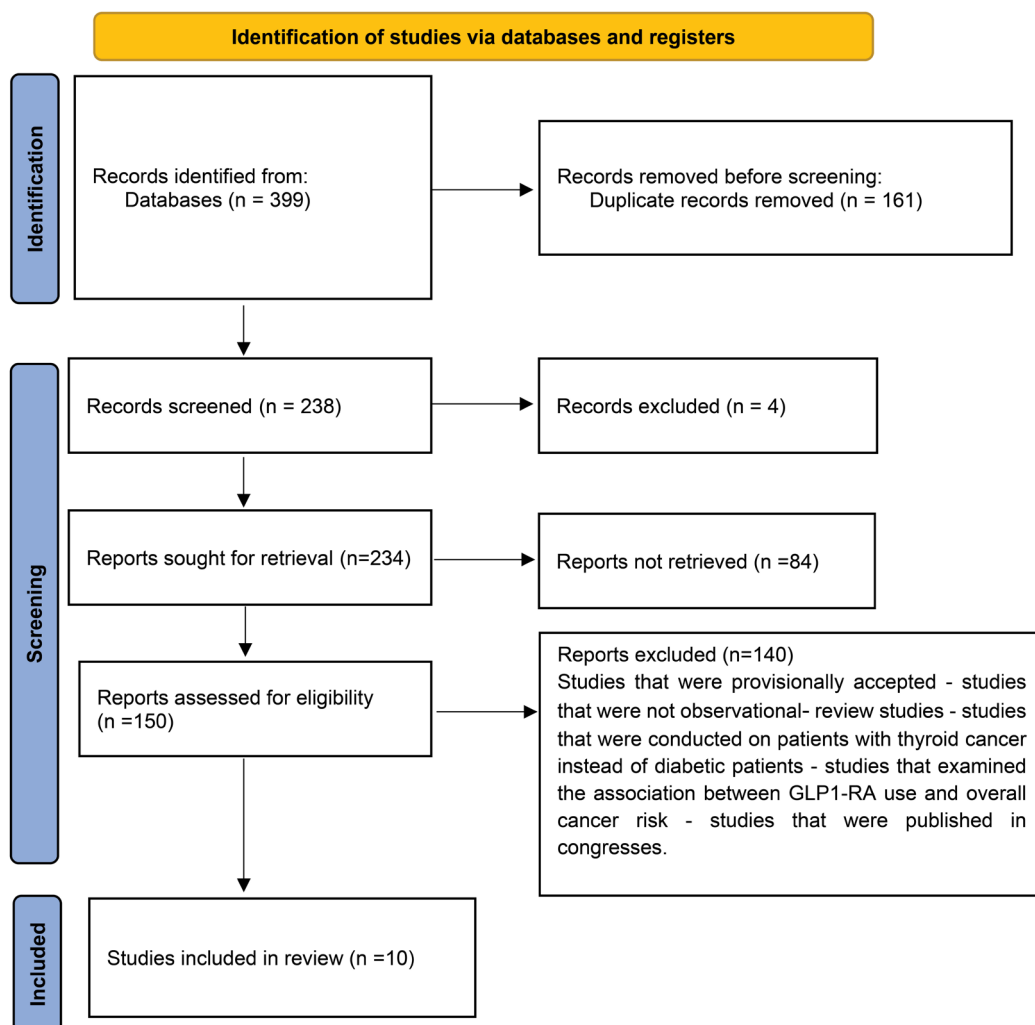 Identification of studies via databases and registers
Identification
Records identified from:
Databases (n = 399)
Records removed before screening:
Duplicate records removed (n = 161)
Screening
Records screened (n = 238)
Records excluded (n = 4)
Reports sought for retrieval (n=234)
Reports not retrieved (n =84)
Reports assessed for eligibility
(n =150)
Reports excluded (n=140)
Studies that were provisionally accepted - studies
that were not observational- review studies - studies
that were conducted on patients with thyroid cancer
instead of diabetic patients - studies that examined
the association between GLP1-RA use and overall
cancer risk - studies that were published in
congresses.
Included
Studies included in review (n =10)